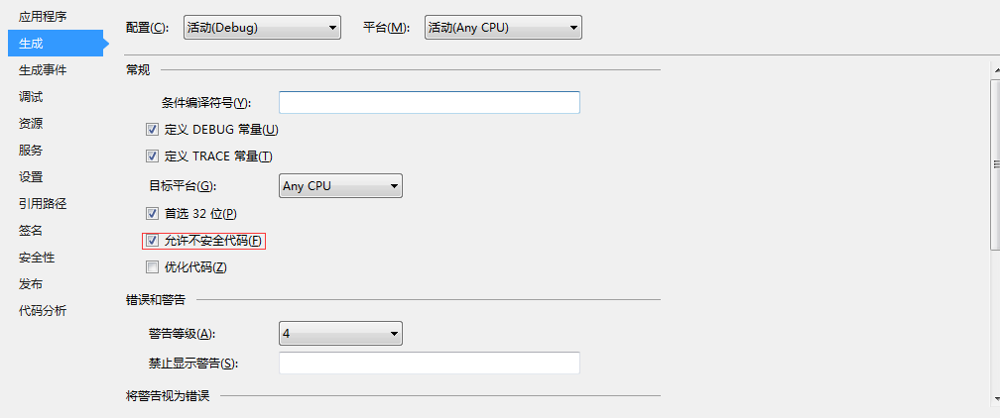 应用程序
生成
生成事件
调试
资源
服务
设置
引用路径
签名
安全性
发布
代码分析
配置(C): 活动(Debug) 平台(M): 活动(Any CPU)
常规
条件编译符号(Y):
定义 DEBUG 常量(U)
定义 TRACE 常量(T)
目标平台(G): Any CPU
首选 32 位(P)
允许不安全代码(F)
优化代码(Z)
错误和警告
警告等级(A): 4
禁止显示警告(S):
将警告视为错误